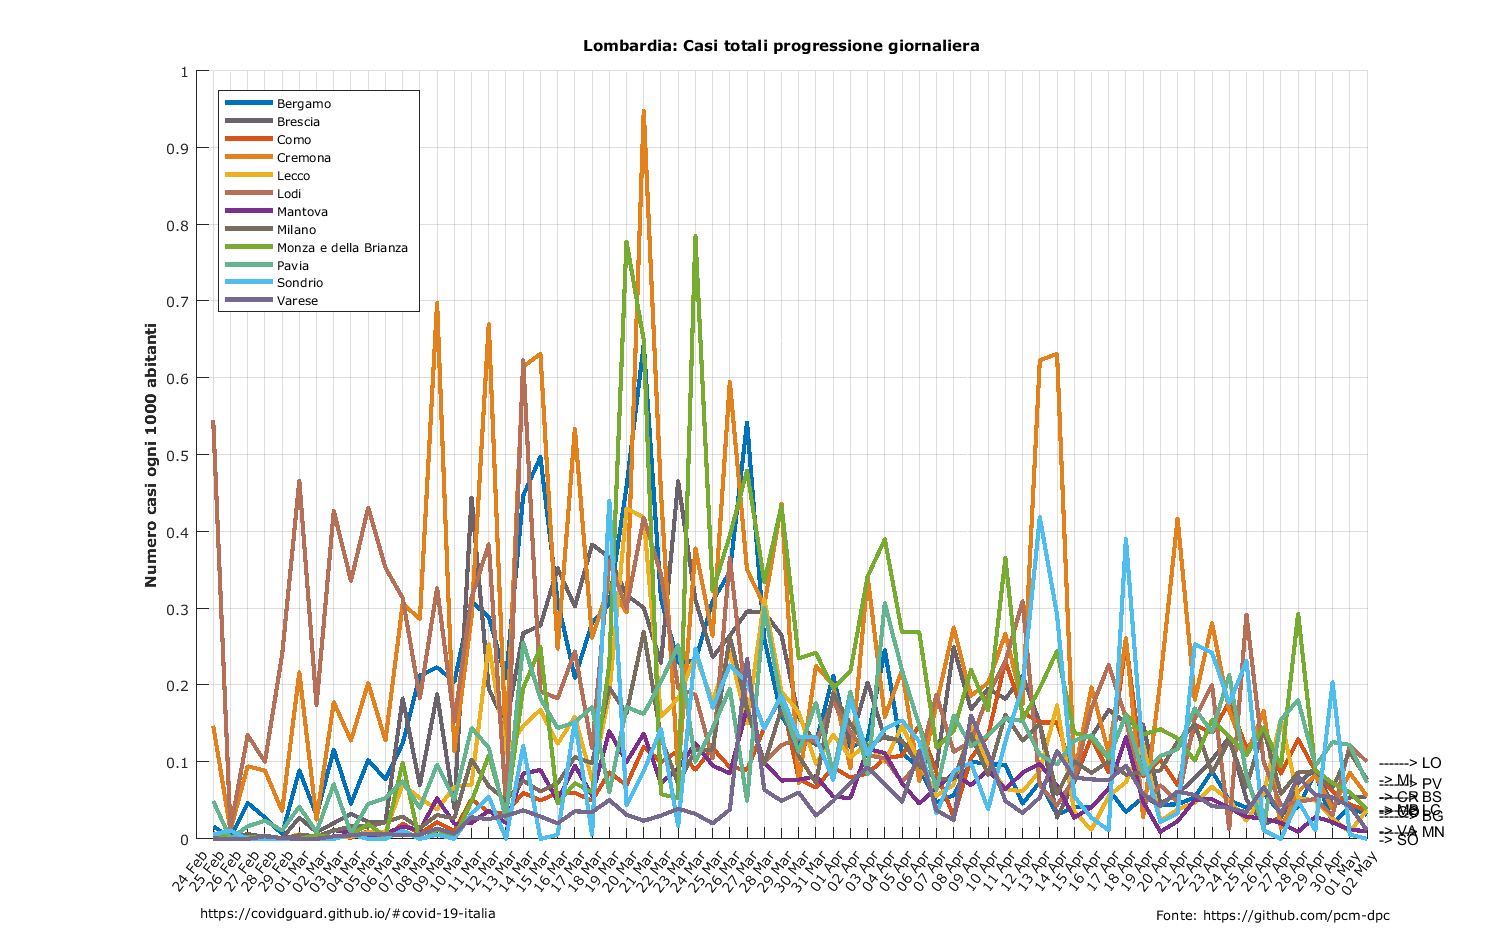 Lombardia: Casi totali progressione giornaliera
Numero casi ogni 1000 abitanti
1
0.9
0.8
0.7
0.6
0.5
0.4
0.3
0.2
0.1
0
Bergamo
Brescia
Como
Cremona
Lecco
Lodi
Mantova
Milano
Monza e della Brianza
Pavia
Sondrio
Varese
------> LO
-> MI
------> PV
-> CR
------> BS
------> BG
-> VA
------> MN
-> SO
24 Feb
25 Feb
26 Feb
27 Feb
28 Feb
29 Feb
01 Mar
02 Mar
03 Mar
04 Mar
05 Mar
06 Mar
07 Mar
08 Mar
09 Mar
10 Mar
11 Mar
12 Mar
13 Mar
14 Mar
15 Mar
16 Mar
17 Mar
18 Mar
19 Mar
20 Mar
21 Mar
22 Mar
23 Mar
24 Mar
25 Mar
26 Mar
27 Mar
28 Mar
29 Mar
30 Mar
31 Mar
01 Apr
02 Apr
03 Apr
04 Apr
05 Apr
06 Apr
07 Apr
08 Apr
09 Apr
10 Apr
11 Apr
12 Apr
13 Apr
14 Apr
15 Apr
16 Apr
17 Apr
18 Apr
19 Apr
20 Apr
21 Apr
22 Apr
23 Apr
24 Apr
25 Apr
26 Apr
27 Apr
28 Apr
29 Apr
30 Apr
01 May
02 May
https://covidguard.github.io/#covid-19-italia
Fonte: https://github.com/pcm-dpc